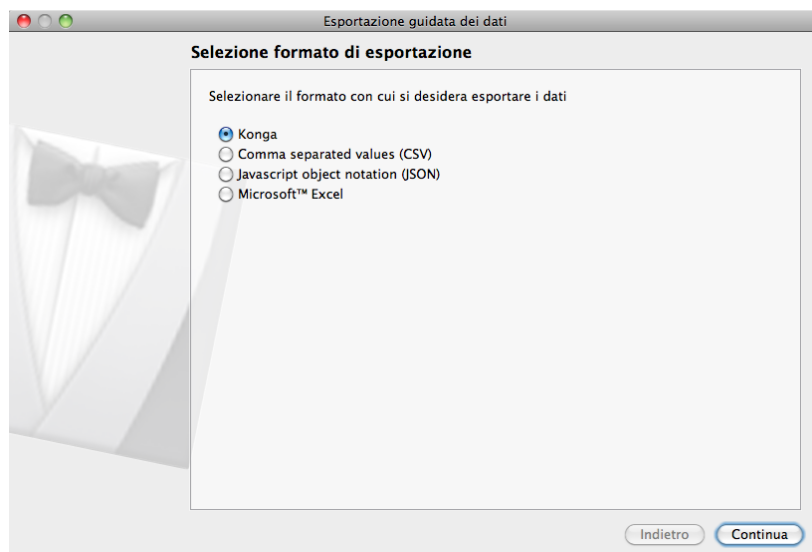 Esportazione guidata dei dati
Selezione formato di esportazione
Selezionare il formato con cui si desidera esportare i dati
Konga
Comma separated values (CSV)
Javascript object notation (JSON)
Microsoft™ Excel
Indietro
Continua